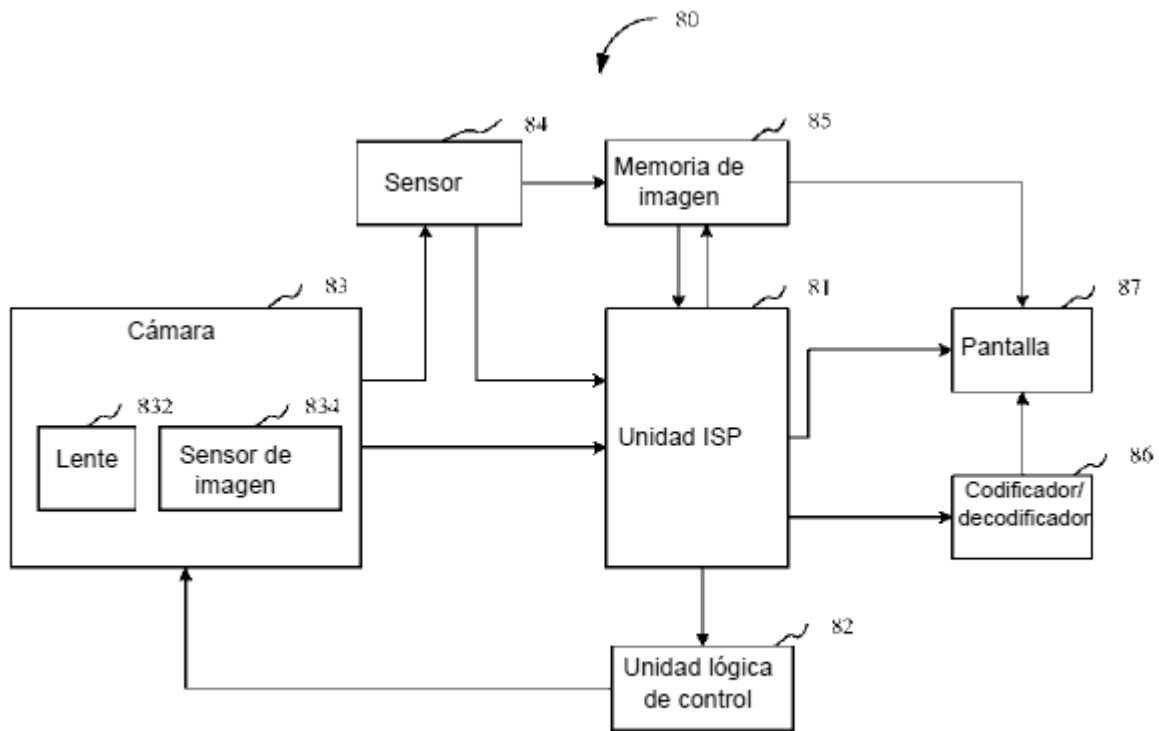 80
84
Sensor
85
Memoria de
imagen
83
Cámara
832
Lente
834
Sensor de
imagen
81
Unidad ISP
87
Pantalla
86
Codificador/
decodificador
82
Unidad lógica
de control